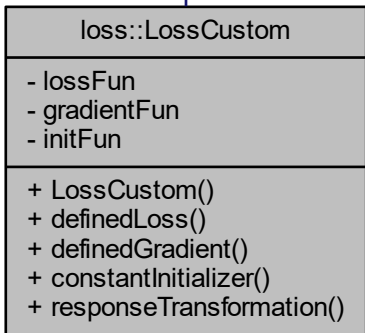 loss::LossCustom
- lossFun
- gradientFun
- initFun
+ LossCustom()
+ definedLoss()
+ definedGradient()
+ constantInitializer()
+ responseTransformation()